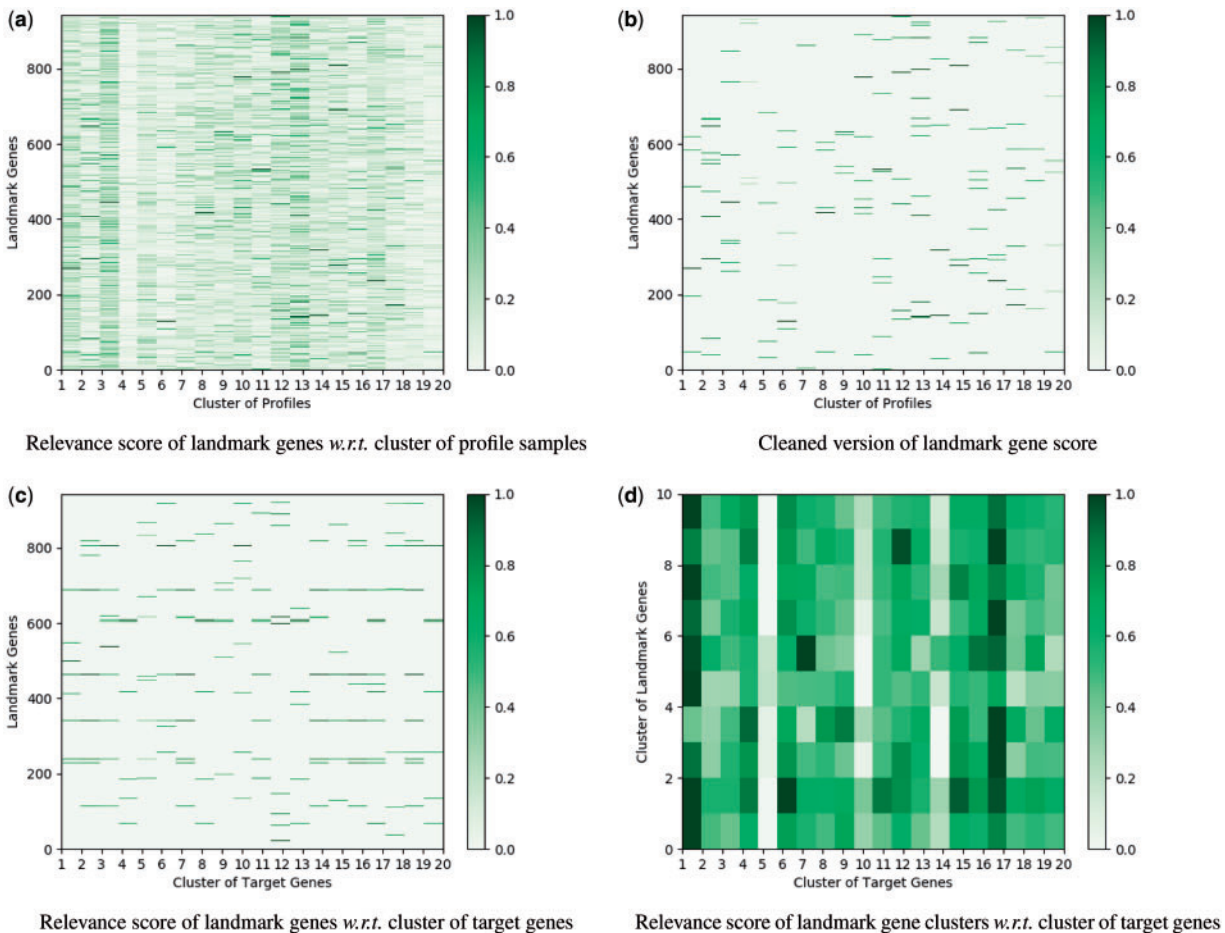 (a)
Landmark Genes
800
600
400
200
0
1 2 3 4 5 6 7 8 9 10 11 12 13 14 15 16 17 18 19 20
Cluster of Profiles
1.0
0.8
0.6
0.4
0.2
0.0
Relevance score of landmark genes w.r.t. cluster of profile samples
(b)
Landmark Genes
800
600
400
200
0
1 2 3 4 5 6 7 8 9 10 11 12 13 14 15 16 17 18 19 20
Cluster of Profiles
1.0
0.8
0.6
0.4
0.2
0.0
Cleaned version of landmark gene score
(c)
Landmark Genes
800
600
400
200
0
1 2 3 4 5 6 7 8 9 10 11 12 13 14 15 16 17 18 19 20
Cluster of Target Genes
1.0
0.8
0.6
0.4
0.2
0.0
Relevance score of landmark genes w.r.t. cluster of target genes
(d)
Cluster of Landmark Genes
10
8
6
4
2
0
1 2 3 4 5 6 7 8 9 10 11 12 13 14 15 16 17 18 19 20
Cluster of Target Genes
1.0
0.8
0.6
0.4
0.2
0.0
Relevance score of landmark gene clusters w.r.t. cluster of target genes